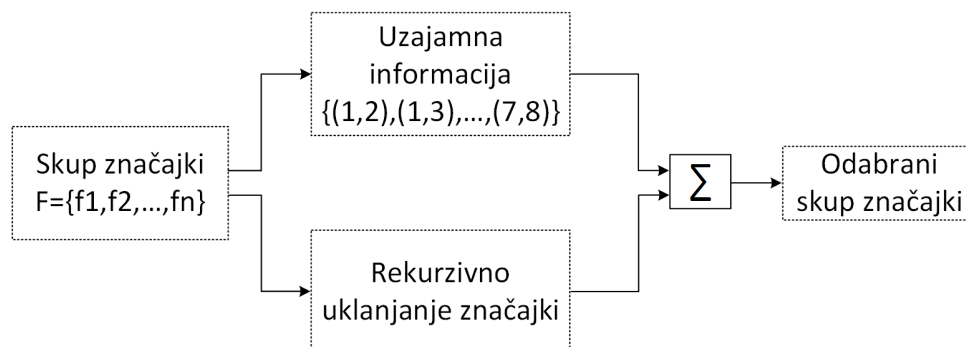 Skup značajki
F={f1,f2,...,fn}
Uzajamna
informacija
{(1,2),(1,3),...,(7,8)}
Rekurzivno
uklanjanje značajki
∑
Odabrani
skup značajki